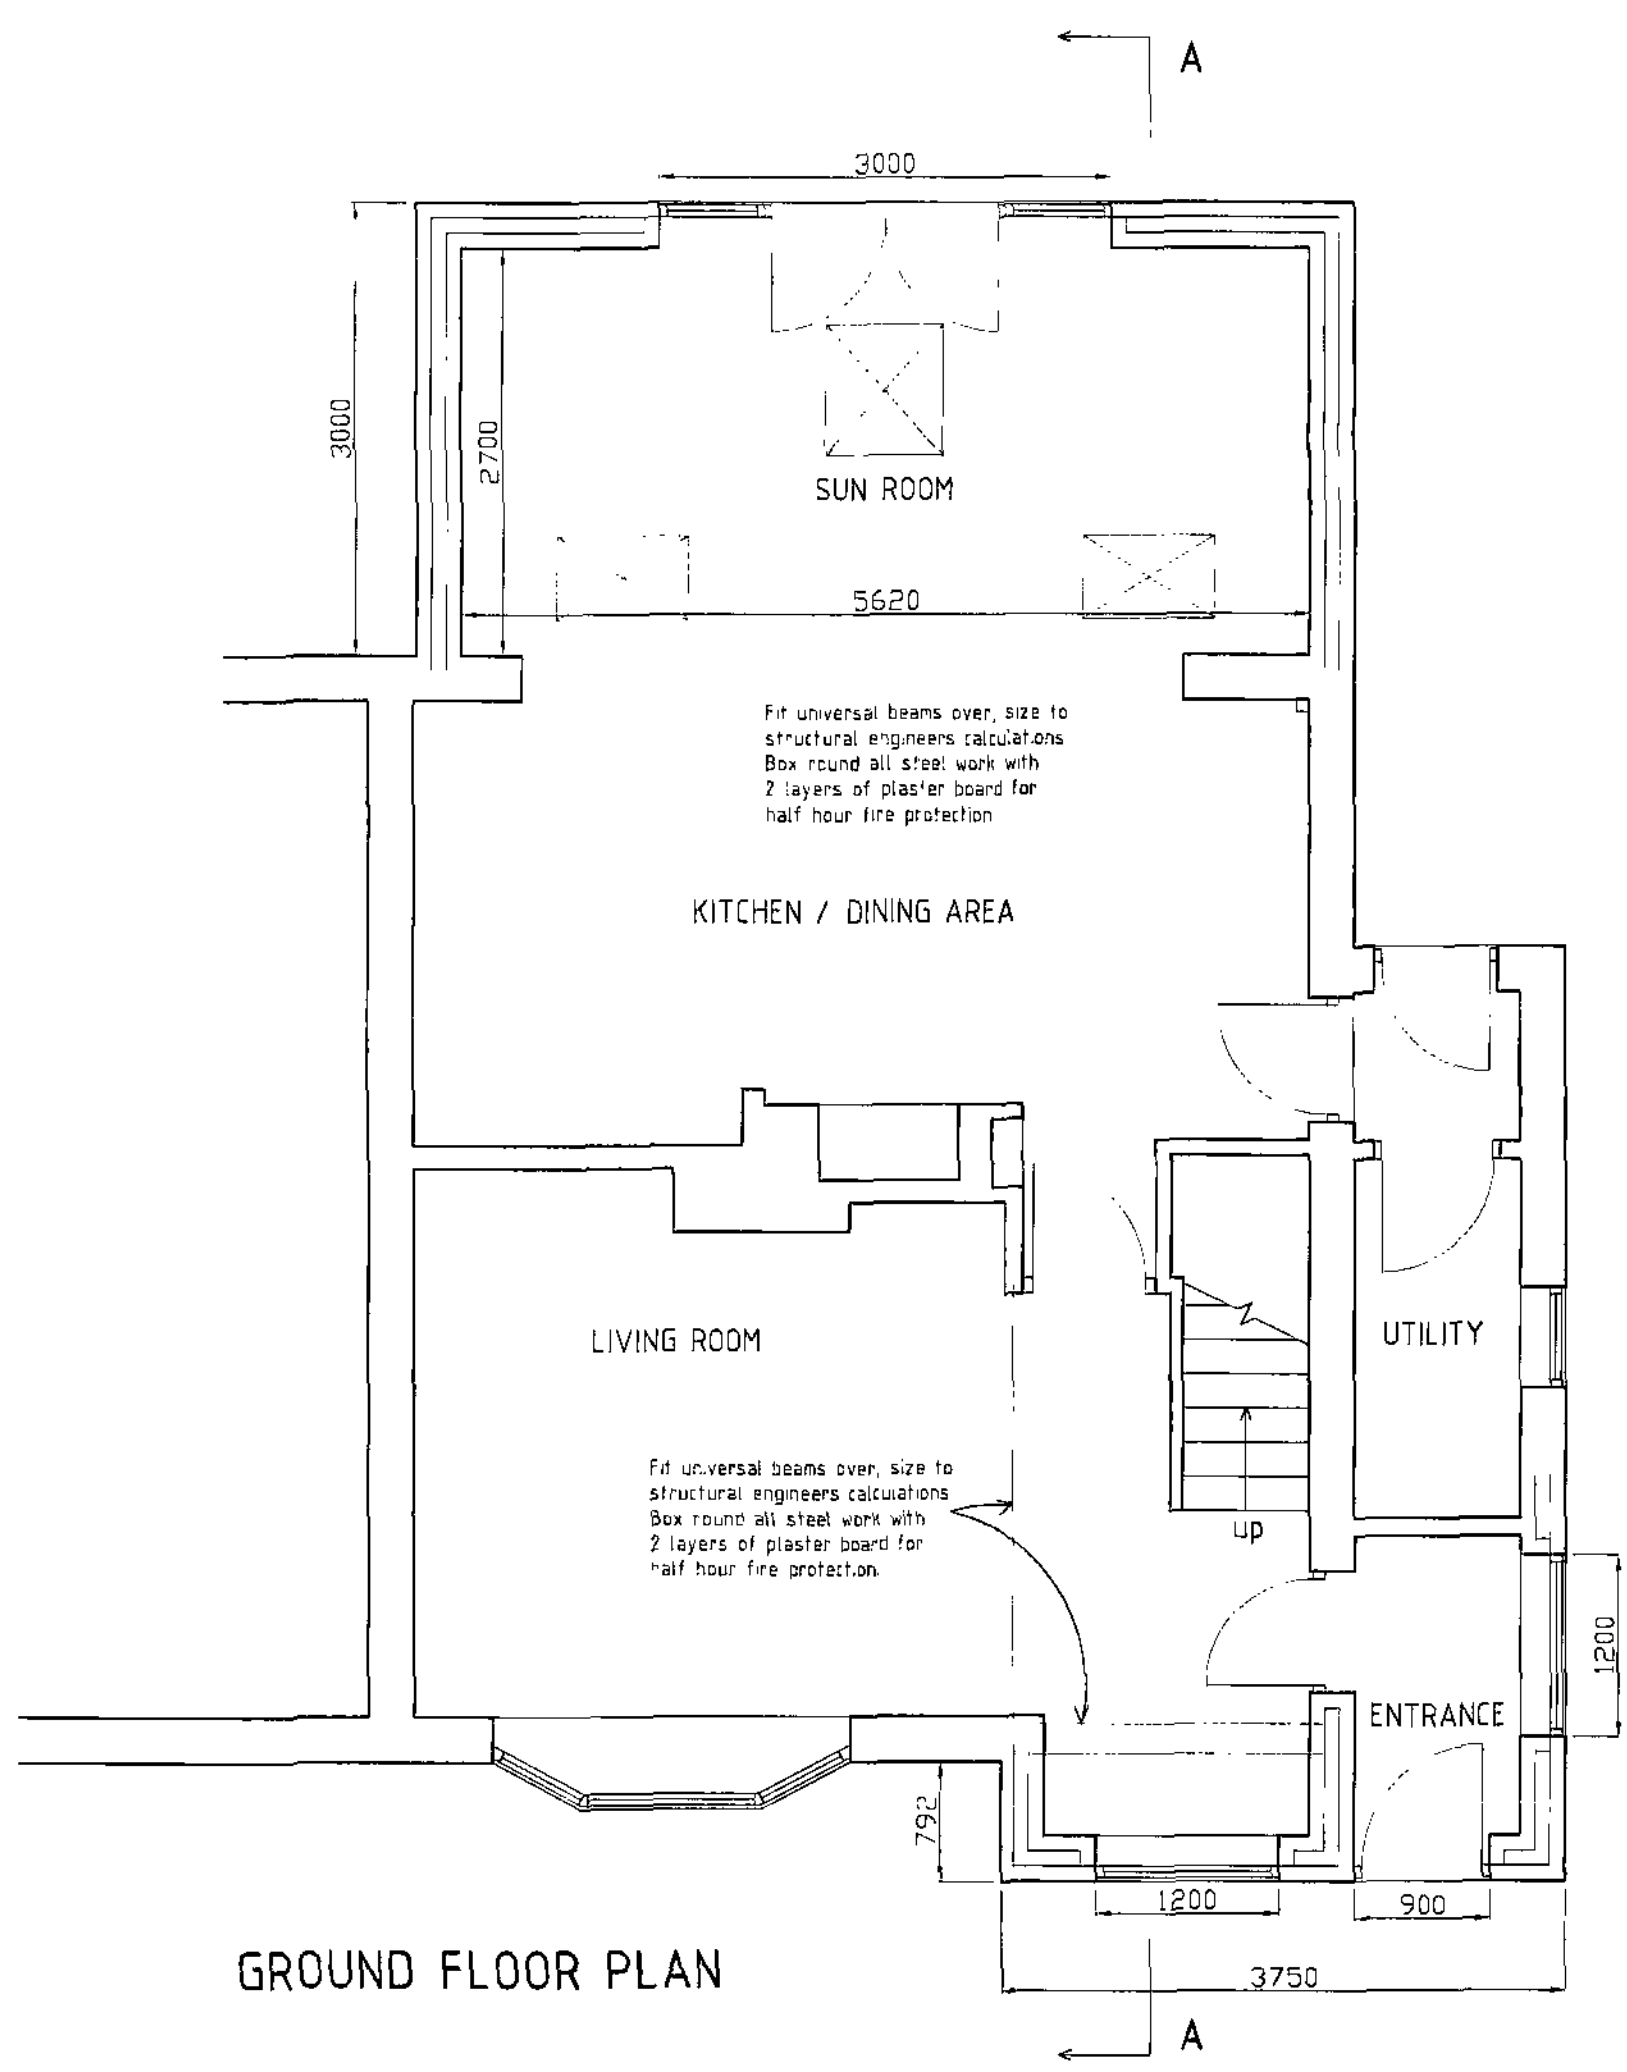 A
3000
3000
2700
SUN ROOM
5620
Fit universal beams over, size to
structural engineers calculations
Box round all steel work with
2 layers of plaster board for
half hour fire protection
KITCHEN / DINING AREA
LIVING ROOM
UTILITY
Fit universal beams over, size to
structural engineers calculations
Box round all steel work with
2 layers of plaster board for
half hour fire protection.
up
1200
ENTRANCE
792
1200
900
GROUND FLOOR PLAN
3750
A